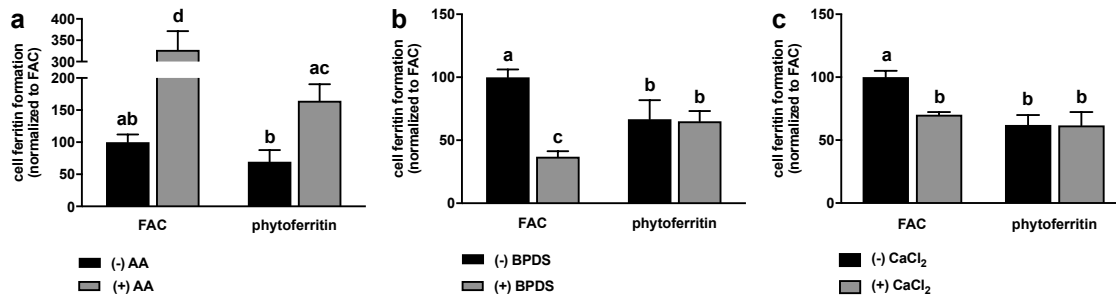 a
cell ferritin formation
(normalized to FAC)
400
350
300
200
150
100
50
0
ab
d
b
ac
FAC
phytoferritin
(-) AA
(+) AA
b
cell ferritin formation
(normalized to FAC)
150
100
50
0
a
c
b
b
FAC
phytoferritin
(-) BPDS
(+) BPDS
c
cell ferritin formation
(normalized to FAC)
150
100
50
0
a
b
b
b
FAC
phytoferritin
(-) CaCl₂
(+) CaCl₂